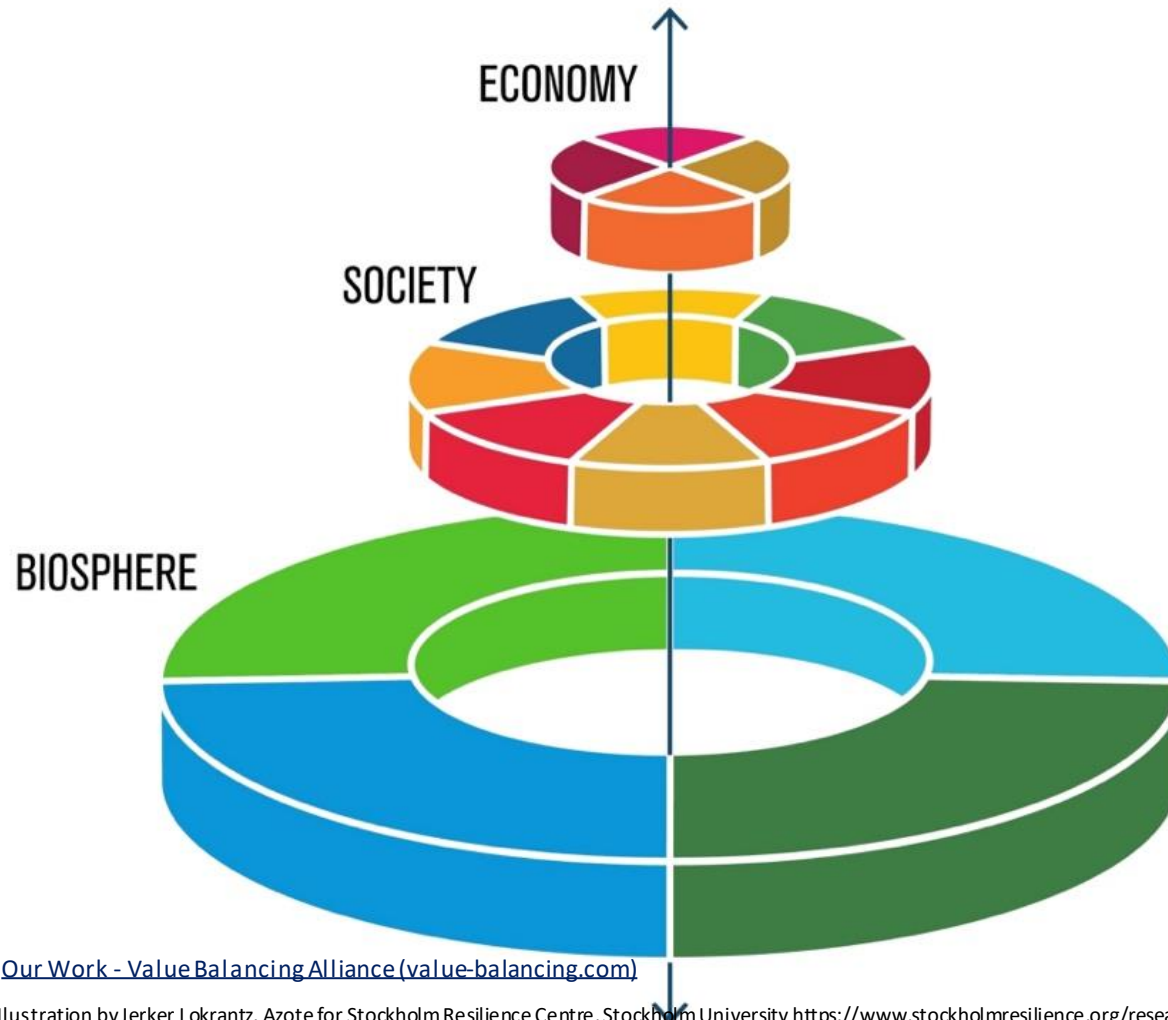 ECONOMY
SOCIETY
BIOSPHERE
Our Work - Value Balancing Alliance (value-balancing.com)
llustration by Jerker Lokrantz, Azote for Stockholm Resilience Centre, Stockholm University https://www.stockholmresilience.org/resea